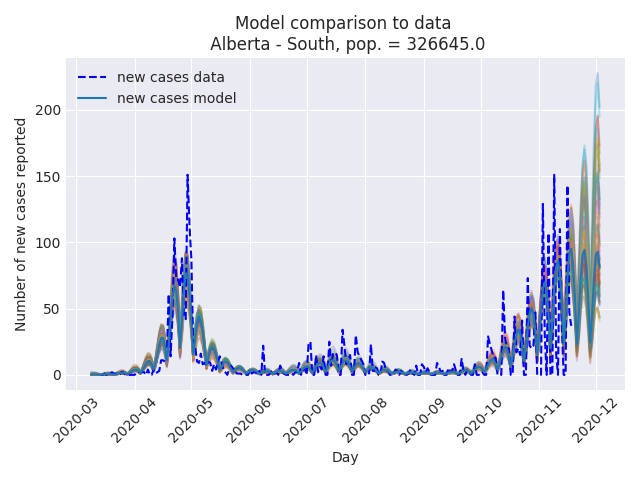 Model comparison to data
Alberta - South, pop. = 326645.0
new cases data
new cases model
Number of new cases reported
200
150
100
50
0
2020-03
2020-04
2020-05
2020-06
2020-07
2020-08
2020-09
2020-10
2020-11
2020-12
Day